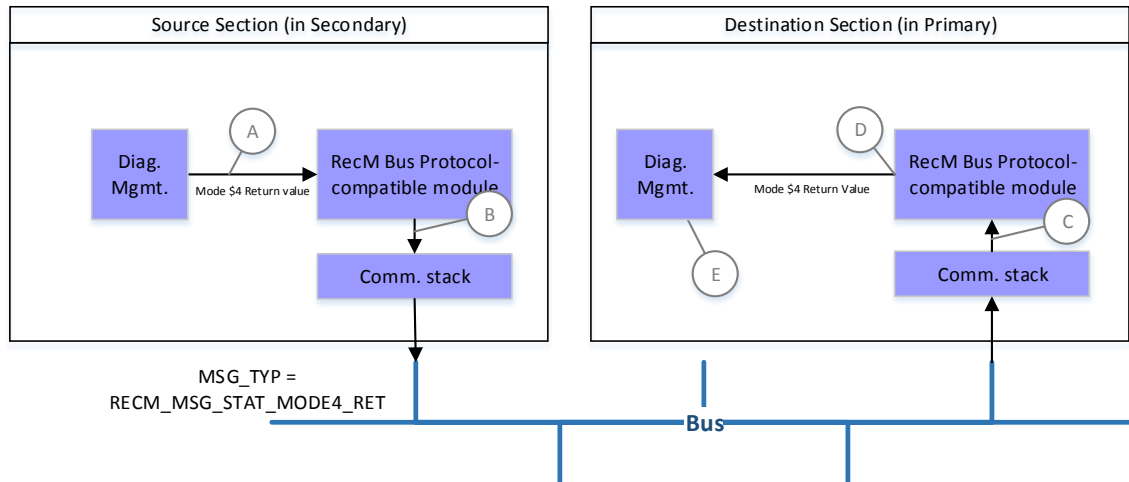 Source Section (in Secondary)
Destination Section (in Primary)
A
Diag.
Mgmt.
Mode $4 Return value
RecM Bus Protocol-
compatible module
B
Comm. stack
D
Diag.
Mgmt.
Mode $4 Return Value
RecM Bus Protocol-
compatible module
C
E
Comm. stack
MSG_TYP =
RECM_MSG_STAT_MODE4_RET
Bus